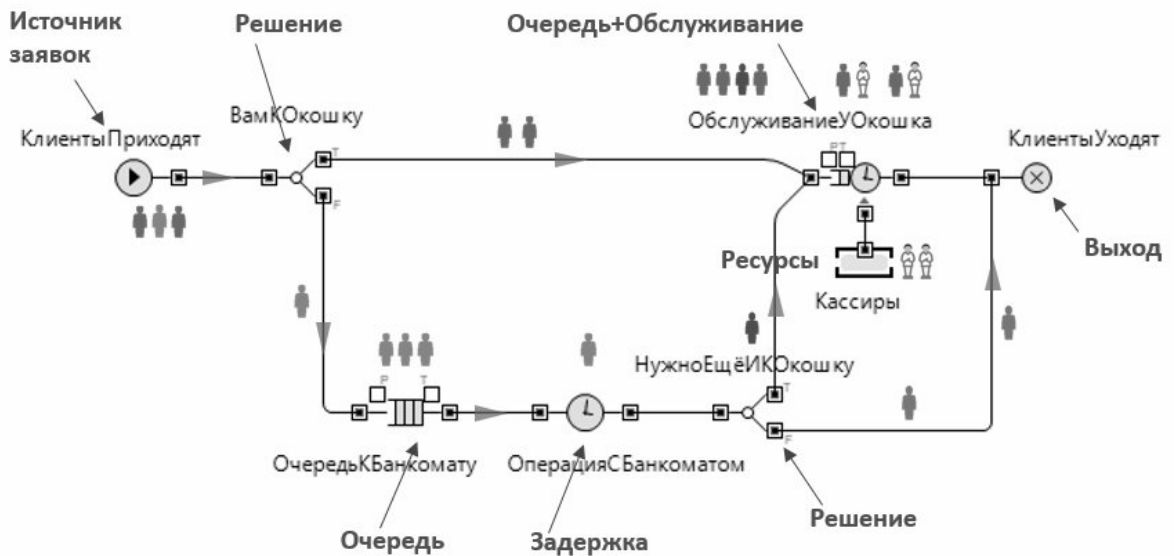 Источник
заявок
Решение
Очередь+Обслуживание
КлиентыПриходят
ВамКОкошку
ОбслуживаниеУОкошка
КлиентыУходят
T
F
PT
Выход
Ресурсы
Кассиры
НужноЕщёИКОкошку
P T
T
F
ОчередьКБанкомату
ОперацияСБанкоматом
Решение
Очередь
Задержка